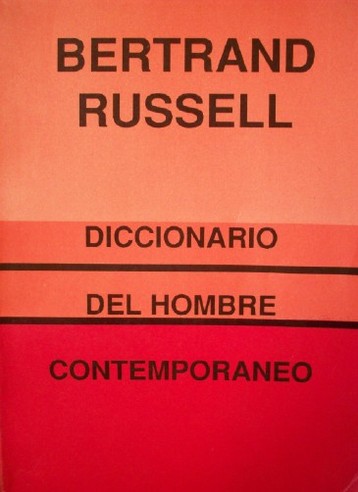 BERTRAND
RUSSELL
DICCIONARIO
DEL HOMBRE
CONTEMPORANEO